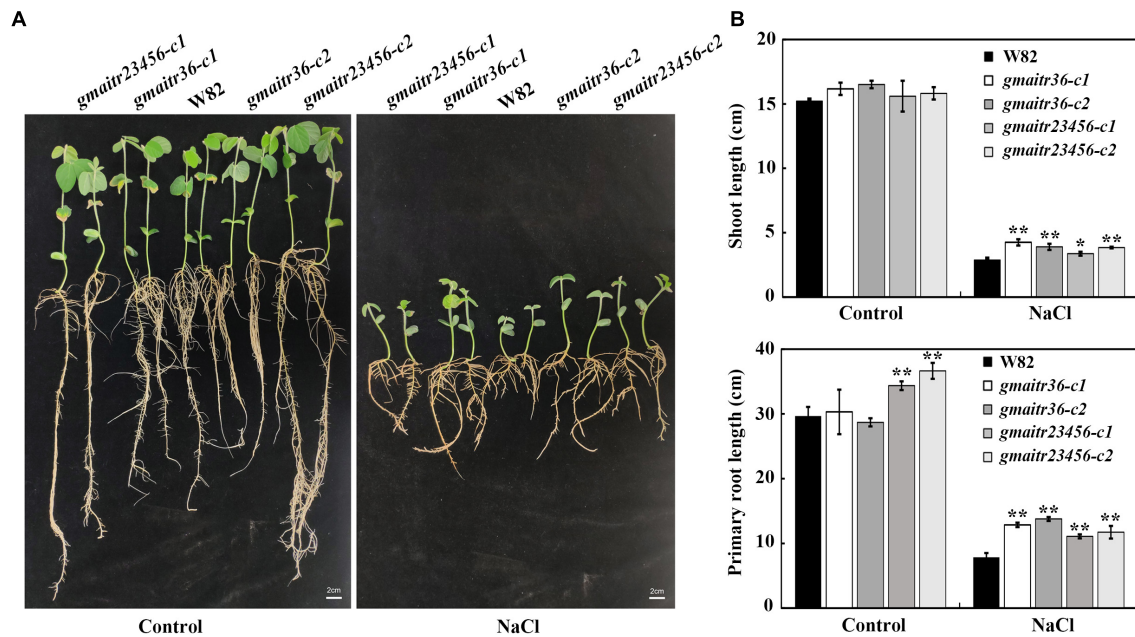 A
gmaitr23456-c1
gmaitr36-c1
W82
gmaitr36-c2
gmaitr23456-c2
gmaitr23456-c1
gmaitr36-c1
W82
gmaitr36-c2
gmaitr23456-c2
2cm
2cm
Control
NaCl
B
Shoot length (cm)
20
15
10
5
0
W82
gmaitr36-c1
gmaitr36-c2
gmaitr23456-c1
gmaitr23456-c2
** ** * **
Control
NaCl
Primary root length (cm)
40
30
20
10
0
** **
W82
gmaitr36-c1
gmaitr36-c2
gmaitr23456-c1
gmaitr23456-c2
** ** ** **
Control
NaCl